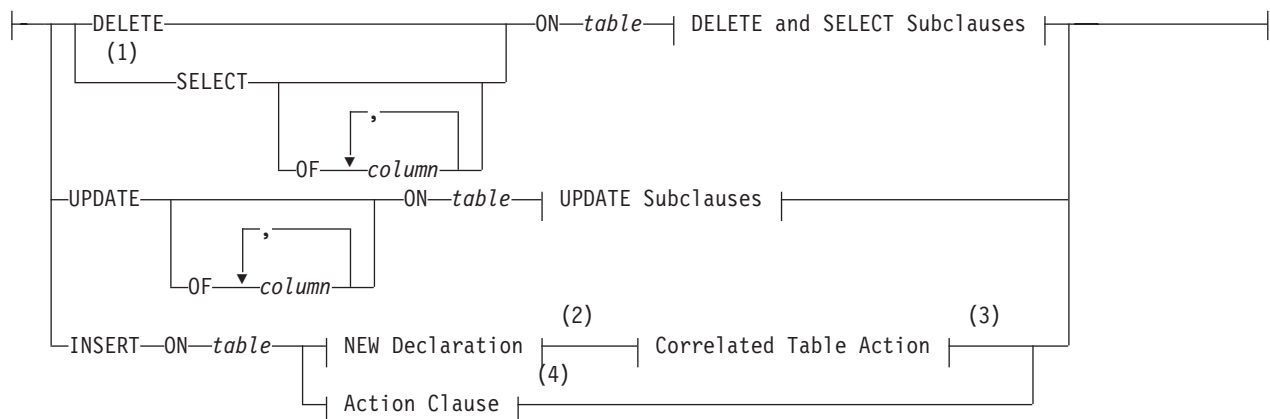 DELETE ON table DELETE and SELECT Subclauses
(1)
SELECT
,
OF column
UPDATE ON table UPDATE Subclauses
,
OF column
(2) (3)
INSERT ON table NEW Declaration Correlated Table Action
(4)
Action Clause